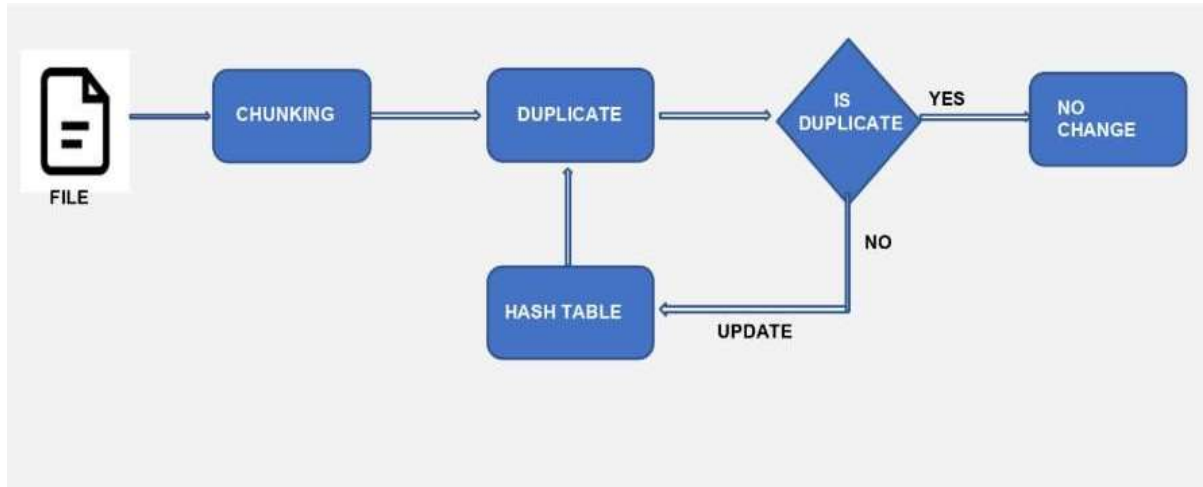 FILE
CHUNKING
DUPLICATE
IS
DUPLICATE
YES
NO
CHANGE
NO
HASH TABLE
UPDATE